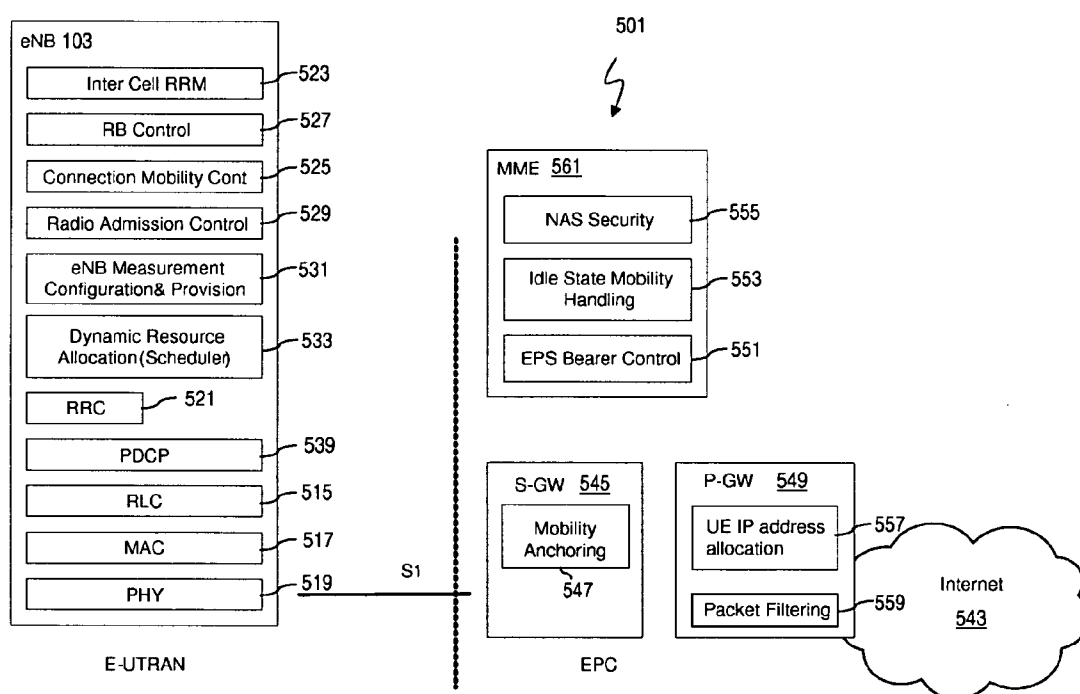 eNB 103
Inter Cell RRM
523
RB Control
527
Connection Mobility Cont
525
Radio Admission Control
529
eNB Measurement
Configuration& Provision
531
Dynamic Resource
Allocation(Scheduler)
533
RRC
521
PDCP
539
RLC
515
MAC
517
PHY
519
E-UTRAN
S1
501
MME 561
NAS Security
555
Idle State Mobility
Handling
553
EPS Bearer Control
551
S-GW 545
Mobility
Anchoring
547
P-GW 549
UE IP address
allocation
557
Packet Filtering
559
Internet
543
EPC